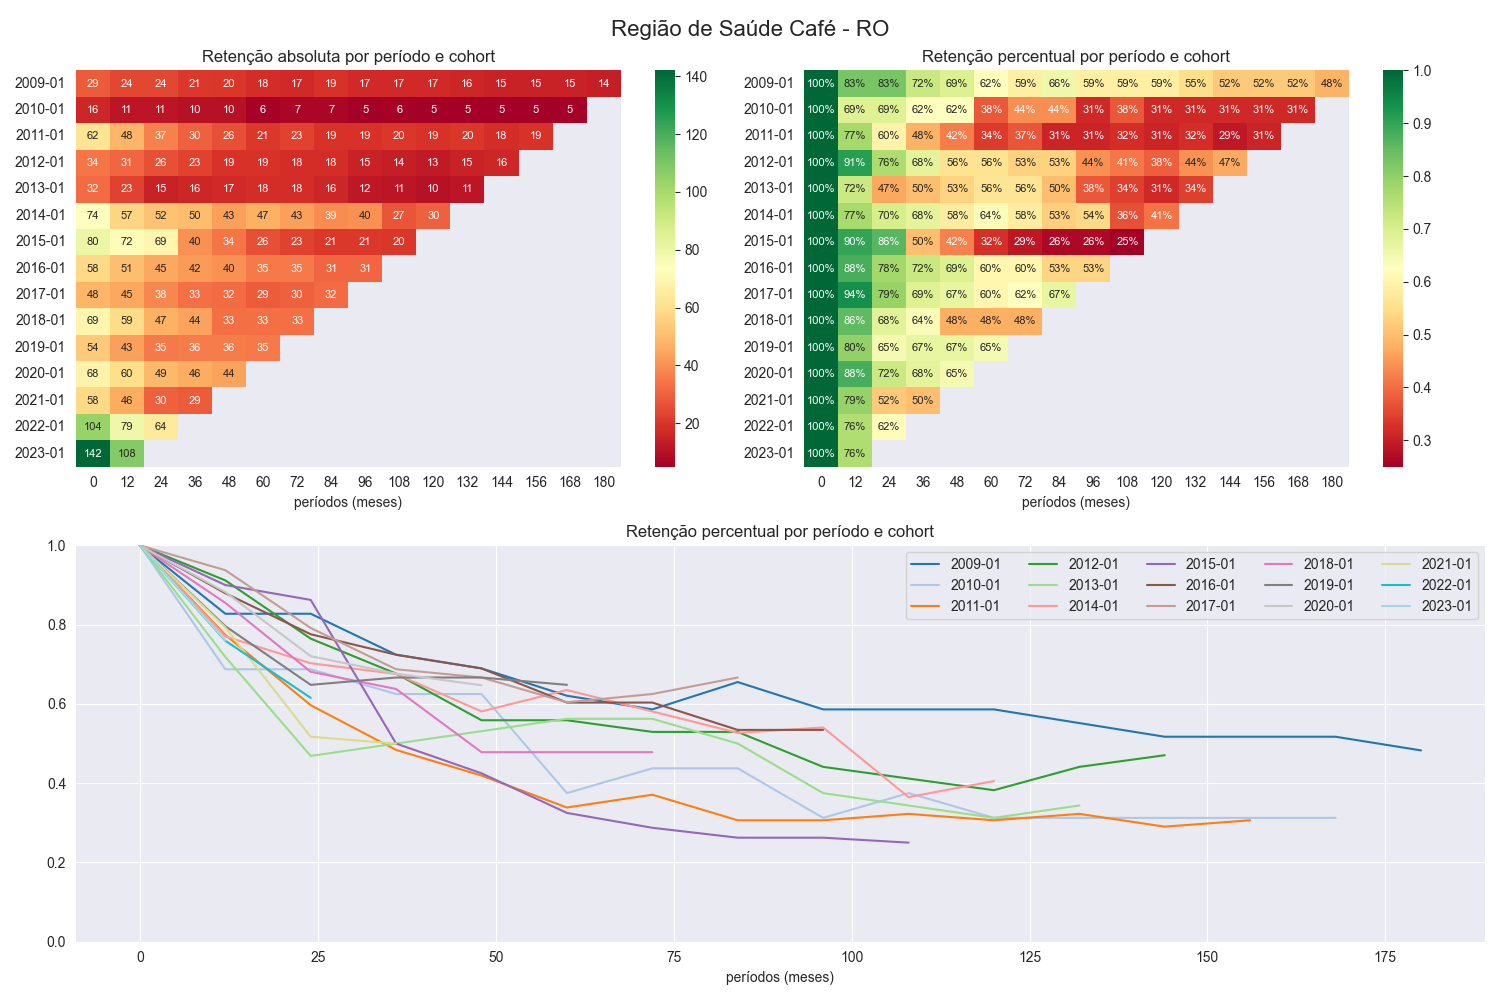 Região de Saúde Café - RO
Retenção absoluta por período e cohort
2009-01 29 24 24 21 20 18 17 19 17 17 17 16 15 15 15 14
2010-01 16 11 11 10 10 6 7 7 5 6 5 5 5 5 5
2011-01 62 48 37 30 26 21 23 19 19 20 19 20 18 19
2012-01 34 31 26 23 19 19 18 18 15 14 13 15 16
2013-01 32 23 15 16 17 18 18 16 12 11 10 11
2014-01 74 57 52 50 43 47 43 39 40 27 30
2015-01 80 72 69 40 34 26 23 21 21 20
2016-01 58 51 45 42 40 35 35 31 31
2017-01 48 45 38 33 32 29 30 32
2018-01 69 59 47 44 33 33 33
2019-01 54 43 35 36 36 35
2020-01 68 60 49 46 44
2021-01 58 46 30 29
2022-01 104 79 64
2023-01 142 108
0 12 24 36 48 60 72 84 96 108 120 132 144 156 168 180
períodos (meses)
140
120
100
80
60
40
20
Retenção percentual por período e cohort
2009-01 100% 83% 83% 72% 69% 62% 59% 66% 59% 59% 59% 55% 52% 52% 52% 48%
2010-01 100% 69% 69% 62% 62% 38% 44% 44% 31% 38% 31% 31% 31% 31% 31%
2011-01 100% 77% 60% 48% 42% 34% 37% 31% 31% 32% 31% 32% 29% 31%
2012-01 100% 91% 76% 68% 56% 56% 53% 53% 44% 41% 38% 44% 47%
2013-01 100% 72% 47% 50% 53% 56% 56% 50% 38% 34% 31% 34%
2014-01 100% 77% 70% 68% 58% 64% 58% 53% 54% 36% 41%
2015-01 100% 90% 86% 50% 42% 32% 29% 26% 26% 25%
2016-01 100% 88% 78% 72% 69% 60% 60% 53% 53%
2017-01 100% 94% 79% 69% 67% 60% 62% 67%
2018-01 100% 86% 68% 64% 48% 48% 48%
2019-01 100% 80% 65% 67% 67% 65%
2020-01 100% 88% 72% 68% 65%
2021-01 100% 79% 52% 50%
2022-01 100% 76% 62%
2023-01 100% 76%
0 12 24 36 48 60 72 84 96 108 120 132 144 156 168 180
períodos (meses)
1.0
0.9
0.8
0.7
0.6
0.5
0.4
0.3
Retenção percentual por período e cohort
1.0
0.8
0.6
0.4
0.2
0.0
2009-01 2012-01 2015-01 2018-01 2021-01
2010-01 2013-01 2016-01 2019-01 2022-01
2011-01 2014-01 2017-01 2020-01 2023-01
0 25 50 75 100 125 150 175
períodos (meses)